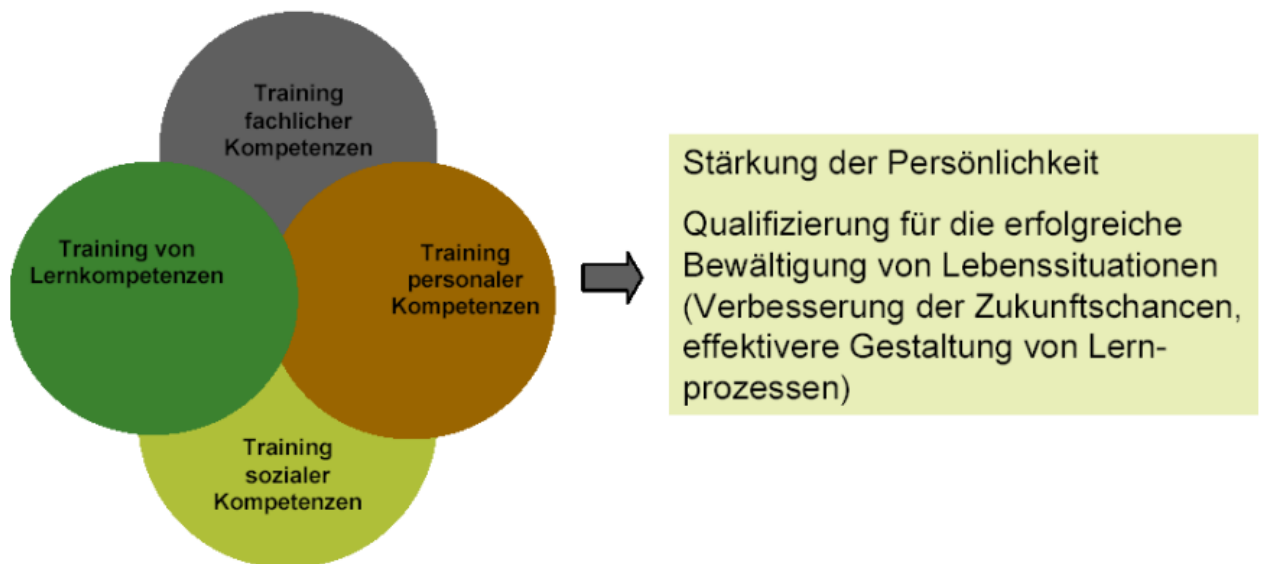 Training
fachlicher
Kompetenzen
Training von
Lernkompetenzen
Training
personaler
Kompetenzen
Training
sozialer
Kompetenzen
Stärkung der Persönlichkeit
Qualifizierung für die erfolgreiche
Bewältigung von Lebenssituationen
(Verbesserung der Zukunftschancen,
effektivere Gestaltung von Lern-
prozessen)